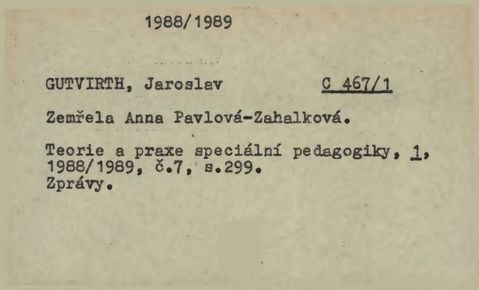 1988/1989
GUTVIRTH, Jaroslav C 467/1
Zemřela Anna Pavlová-Zahalková.
Teorie a praxe speciální pedagogiky, 1,
1988/1989, č.7, s.299.
Zprávy.